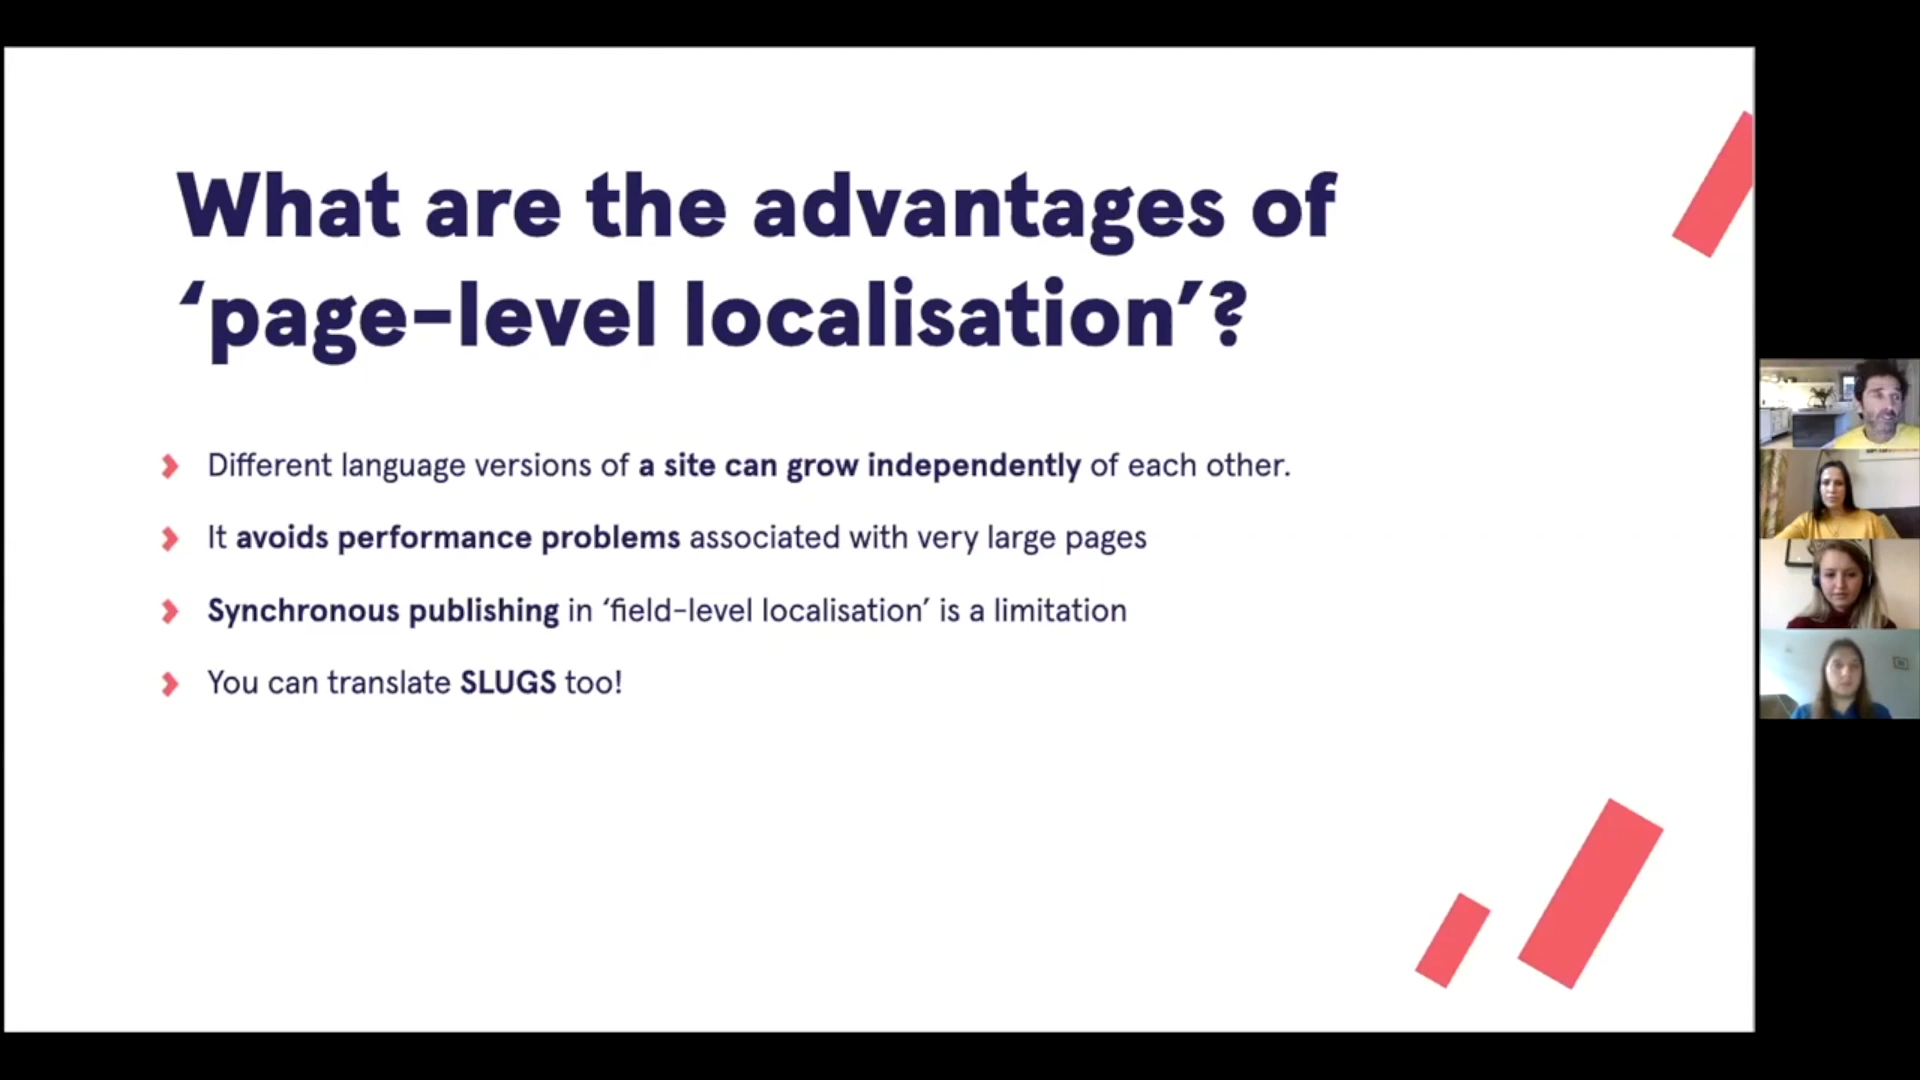 What are the advantages of
‘page-level localisation’?
Different language versions of a site can grow independently of each other.
It avoids performance problems associated with very large pages
Synchronous publishing in ‘field-level localisation’ is a limitation
You can translate SLUGS too!